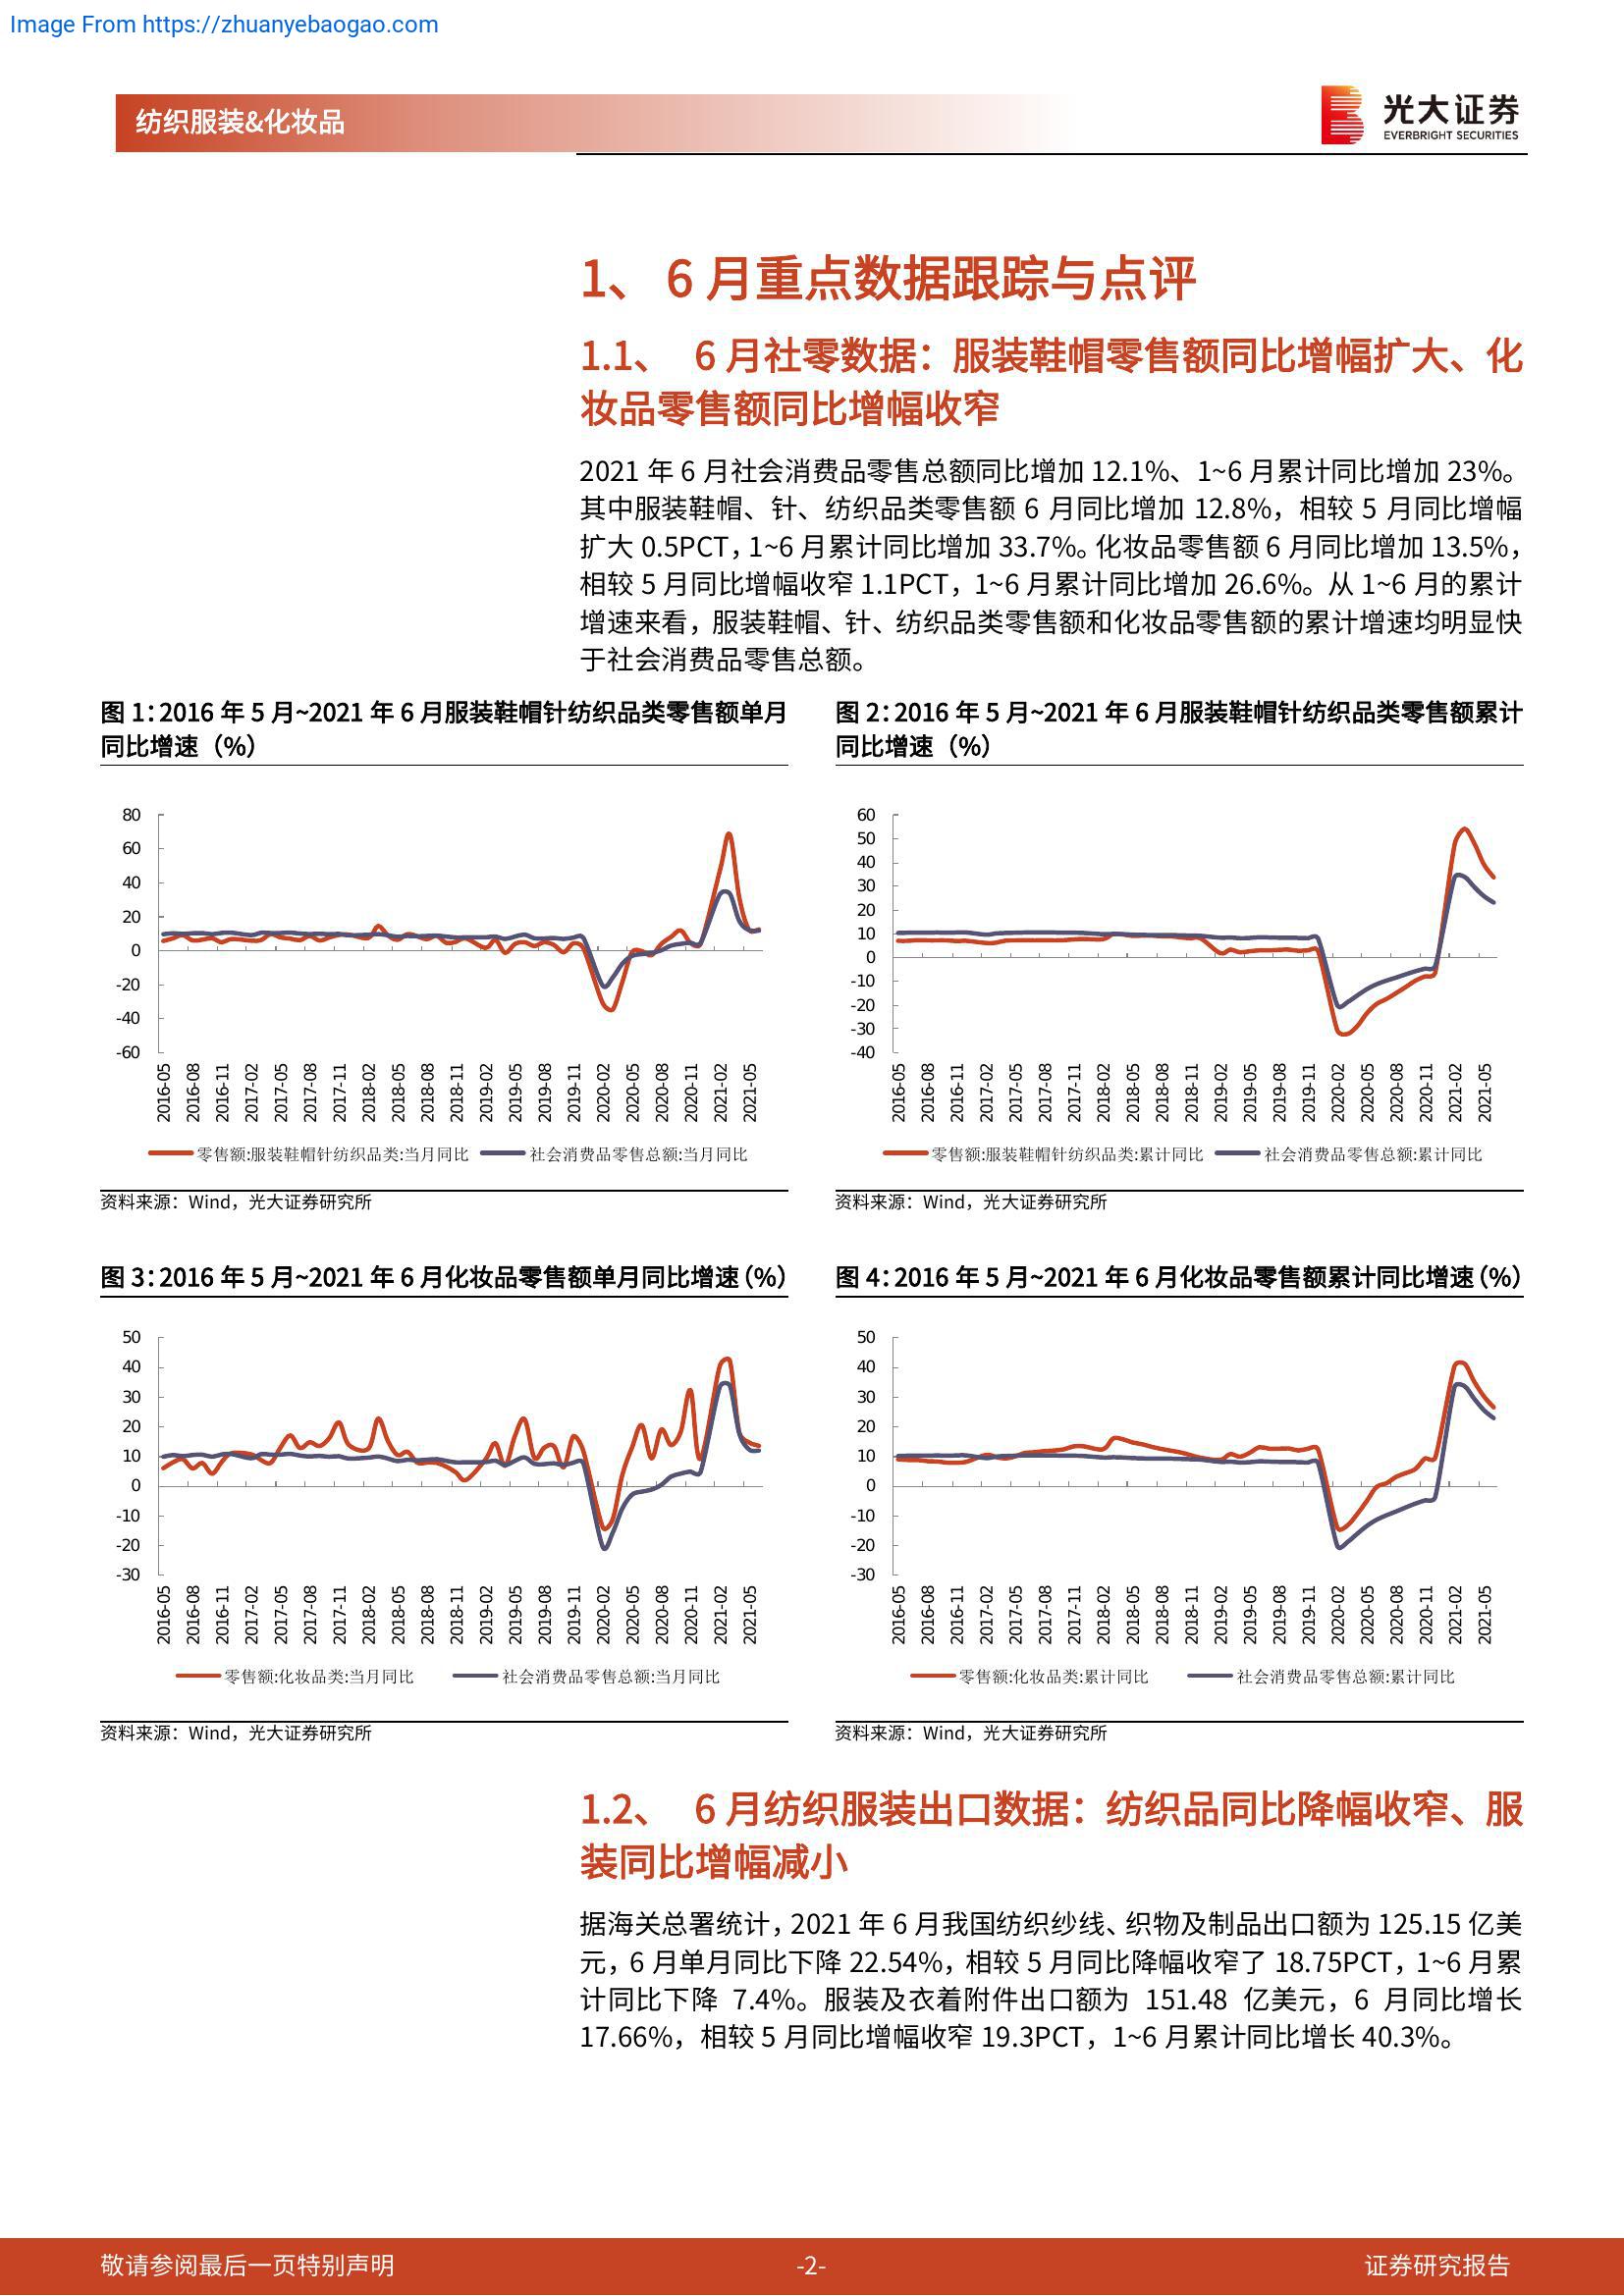 Image From https://zhuanyebaogao.com
纺织服装&化妆品
光大证券
EVERBRIGHT SECURITIES
1、 6 月重点数据跟踪与点评
1.1、 6 月社零数据：服装鞋帽零售额同比增幅扩大、化
妆品零售额同比增幅收窄
2021 年 6 月社会消费品零售总额同比增加 12.1%、1~6 月累计同比增加 23%。
其中服装鞋帽、针、纺织品类零售额 6 月同比增加 12.8%，相较 5 月同比增幅
扩大 0.5PCT，1~6 月累计同比增加 33.7%。化妆品零售额 6 月同比增加 13.5%，
相较 5 月同比增幅收窄 1.1PCT，1~6 月累计同比增加 26.6%。从 1~6 月的累计
增速来看，服装鞋帽、针、纺织品类零售额和化妆品零售额的累计增速均明显快
于社会消费品零售总额。
图 1：2016 年 5 月~2021 年 6 月服装鞋帽针纺织品类零售额单月
同比增速（%）
80
60
40
20
0
-20
-40
-60
2016-05 2016-08 2016-11 2017-02 2017-05 2017-08 2017-11 2018-02 2018-05 2018-08 2018-11 2019-02 2019-05 2019-08 2019-11 2020-02 2020-05 2020-08 2020-11 2021-02 2021-05
零售额:服装鞋帽针纺织品类:当月同比 社会消费品零售总额:当月同比
资料来源：Wind，光大证券研究所
图 2：2016 年 5 月~2021 年 6 月服装鞋帽针纺织品类零售额累计
同比增速（%）
60
50
40
30
20
10
0
-10
-20
-30
-40
2016-05 2016-08 2016-11 2017-02 2017-05 2017-08 2017-11 2018-02 2018-05 2018-08 2018-11 2019-02 2019-05 2019-08 2019-11 2020-02 2020-05 2020-08 2020-11 2021-02 2021-05
零售额:服装鞋帽针纺织品类:累计同比 社会消费品零售总额:累计同比
资料来源：Wind，光大证券研究所
图 3：2016 年 5 月~2021 年 6 月化妆品零售额单月同比增速（%）
50
40
30
20
10
0
-10
-20
-30
2016-05 2016-08 2016-11 2017-02 2017-05 2017-08 2017-11 2018-02 2018-05 2018-08 2018-11 2019-02 2019-05 2019-08 2019-11 2020-02 2020-05 2020-08 2020-11 2021-02 2021-05
零售额:化妆品类:当月同比 社会消费品零售总额:当月同比
资料来源：Wind，光大证券研究所
图 4：2016 年 5 月~2021 年 6 月化妆品零售额累计同比增速（%）
50
40
30
20
10
0
-10
-20
-30
2016-05 2016-08 2016-11 2017-02 2017-05 2017-08 2017-11 2018-02 2018-05 2018-08 2018-11 2019-02 2019-05 2019-08 2019-11 2020-02 2020-05 2020-08 2020-11 2021-02 2021-05
零售额:化妆品类:累计同比 社会消费品零售总额:累计同比
资料来源：Wind，光大证券研究所
1.2、 6 月纺织服装出口数据：纺织品同比降幅收窄、服
装同比增幅减小
据海关总署统计，2021 年 6 月我国纺织纱线、织物及制品出口额为 125.15 亿美
元，6 月单月同比下降 22.54%，相较 5 月同比降幅收窄了 18.75PCT，1~6 月累
计同比下降 7.4%。服装及衣着附件出口额为 151.48 亿美元，6 月同比增长
17.66%，相较 5 月同比增幅收窄 19.3PCT，1~6 月累计同比增长 40.3%。
敬请参阅最后一页特别声明
-2-
证券研究报告